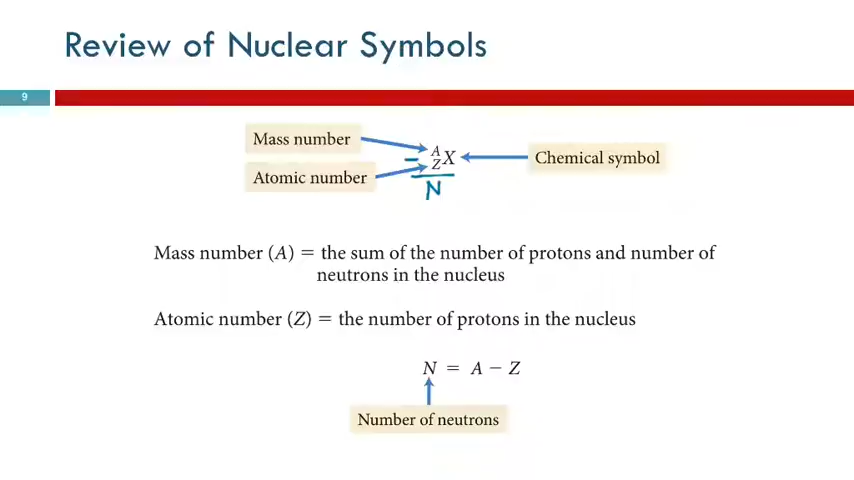 Review of Nuclear Symbols
9
Mass number
A
Z X
Chemical symbol
Atomic number
− N
Mass number (A) = the sum of the number of protons and number of
neutrons in the nucleus
Atomic number (Z) = the number of protons in the nucleus
N = A − Z
Number of neutrons